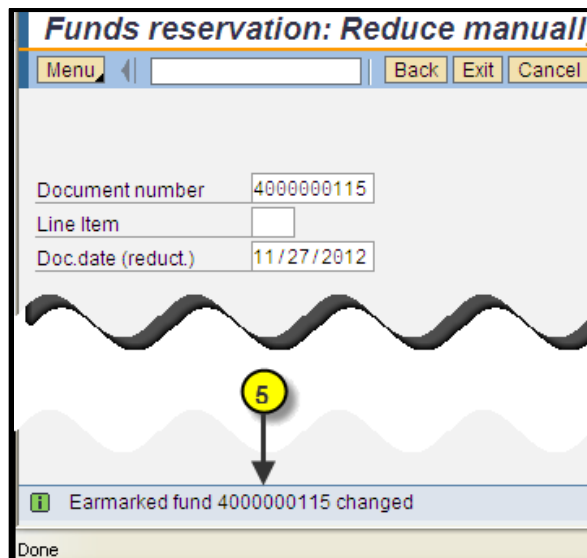 Funds reservation: Reduce manually
Menu Back Exit Cancel
Document number 4000000115
Line Item
Doc.date (reduct.) 11/27/2012
5
Earmarked fund 4000000115 changed
Done